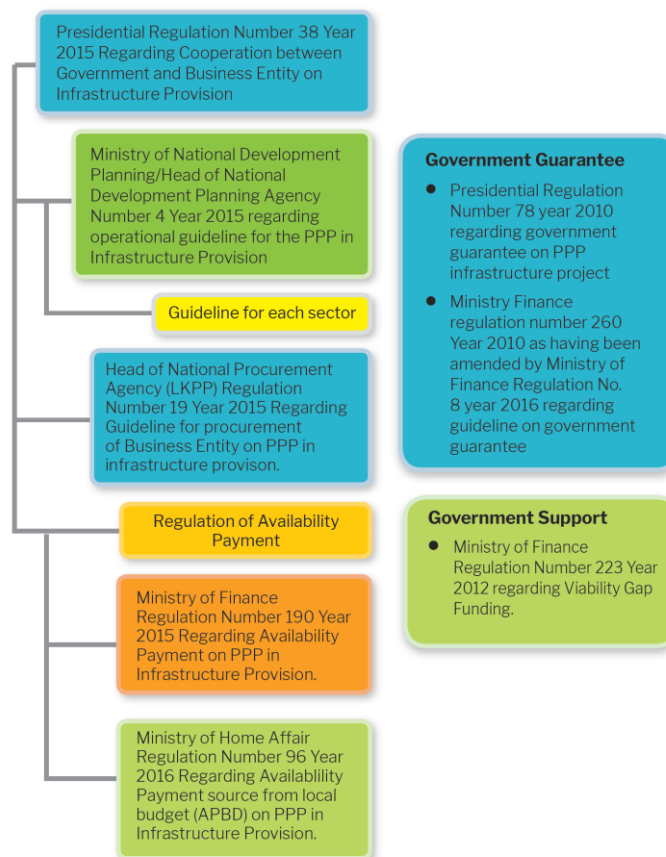 Presidential Regulation Number 38 Year
2015 Regarding Cooperation between
Government and Business Entity on
Infrastructure Provision
Ministry of National Development
Planning/Head of National
Development Planning Agency
Number 4 Year 2015 regarding
operational guideline for the PPP in
Infrastructure Provision
Guideline for each sector
Head of National Procurement
Agency (LKPP) Regulation
Number 19 Year 2015 Regarding
Guideline for procurement
of Business Entity on PPP in
infrastructure provison.
Regulation of Availability
Payment
Ministry of Finance
Regulation Number 190 Year
2015 Regarding Availability
Payment on PPP in
Infrastructure Provision.
Ministry of Home Affair
Regulation Number 96 Year
2016 Regarding Availablility
Payment source from local
budget (APBD) on PPP in
Infrastructure Provision.
Government Guarantee
● Presidential Regulation
Number 78 year 2010
regarding government
guarantee on PPP
infrastructure project
● Ministry Finance
regulation number 260
Year 2010 as having been
amended by Ministry of
Finance Regulation No.
8 year 2016 regarding
guideline on government
guarantee
Government Support
● Ministry of Finance
Regulation Number 223 Year
2012 regarding Viability Gap
Funding.